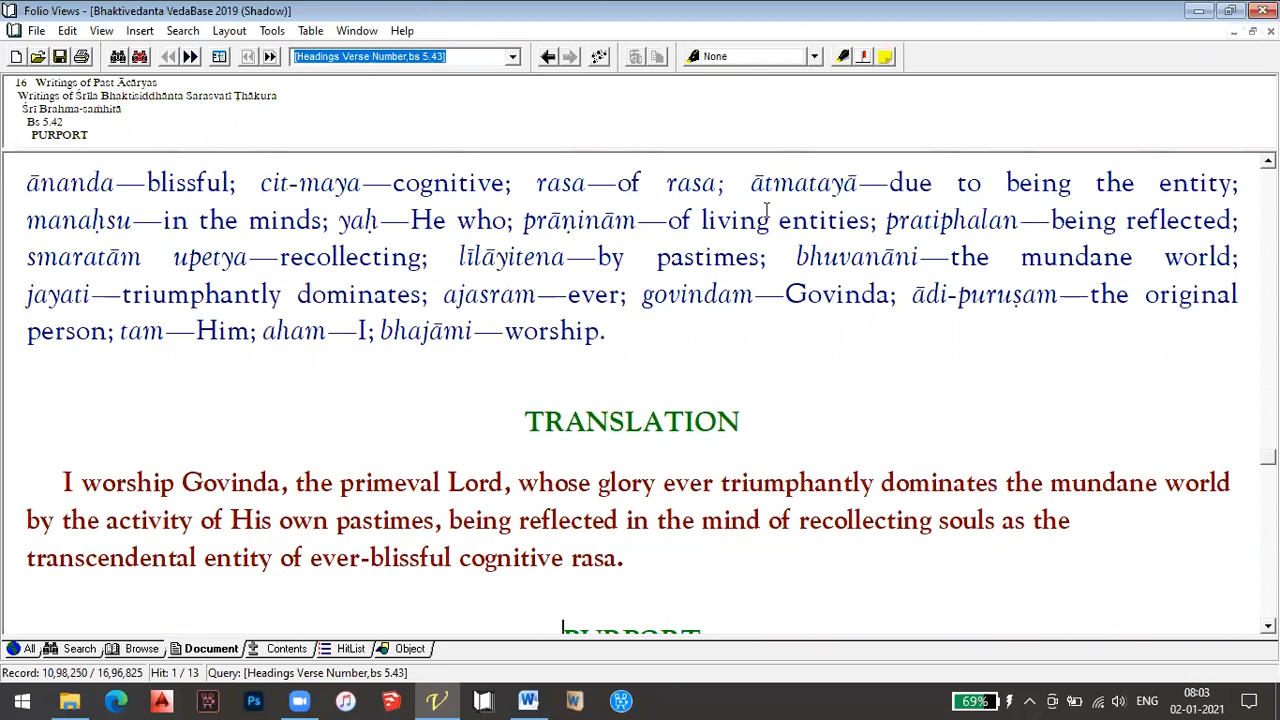 Folio Views - [Bhaktivedanta VedaBase 2019 (Shadow)]
File Edit View Insert Search Layout Tools Table Window Help
[Headings Verse Number,bs 5.43] None
16 Writings of Past Ācāryas
Writings of Śrīla Bhaktisiddhānta Sarasvatī Ṭhākura
Śrī Brahma-saṁhitā
Bs 5.42
PURPORT
ānanda—blissful; cit-maya—cognitive; rasa—of rasa; ātmatayā—due to being the entity;
manaḥsu—in the minds; yaḥ—He who; prāṇinām—of living entities; pratiphalan—being reflected;
smaratām upetya—recollecting; līlāyitena—by pastimes; bhuvanāni—the mundane world;
jayati—triumphantly dominates; ajasram—ever; govindam—Govinda; ādi-puruṣam—the original
person; tam—Him; aham—I; bhajāmi—worship.
TRANSLATION
I worship Govinda, the primeval Lord, whose glory ever triumphantly dominates the mundane world
by the activity of His own pastimes, being reflected in the mind of recollecting souls as the
transcendental entity of ever-blissful cognitive rasa.
PURPORT
All Search Browse Document Contents HitList Object
Record: 10,98,250 / 16,96,825 Hit: 1 / 13 Query: [Headings Verse Number,bs 5.43]
69% ENG 08:03
02-01-2021